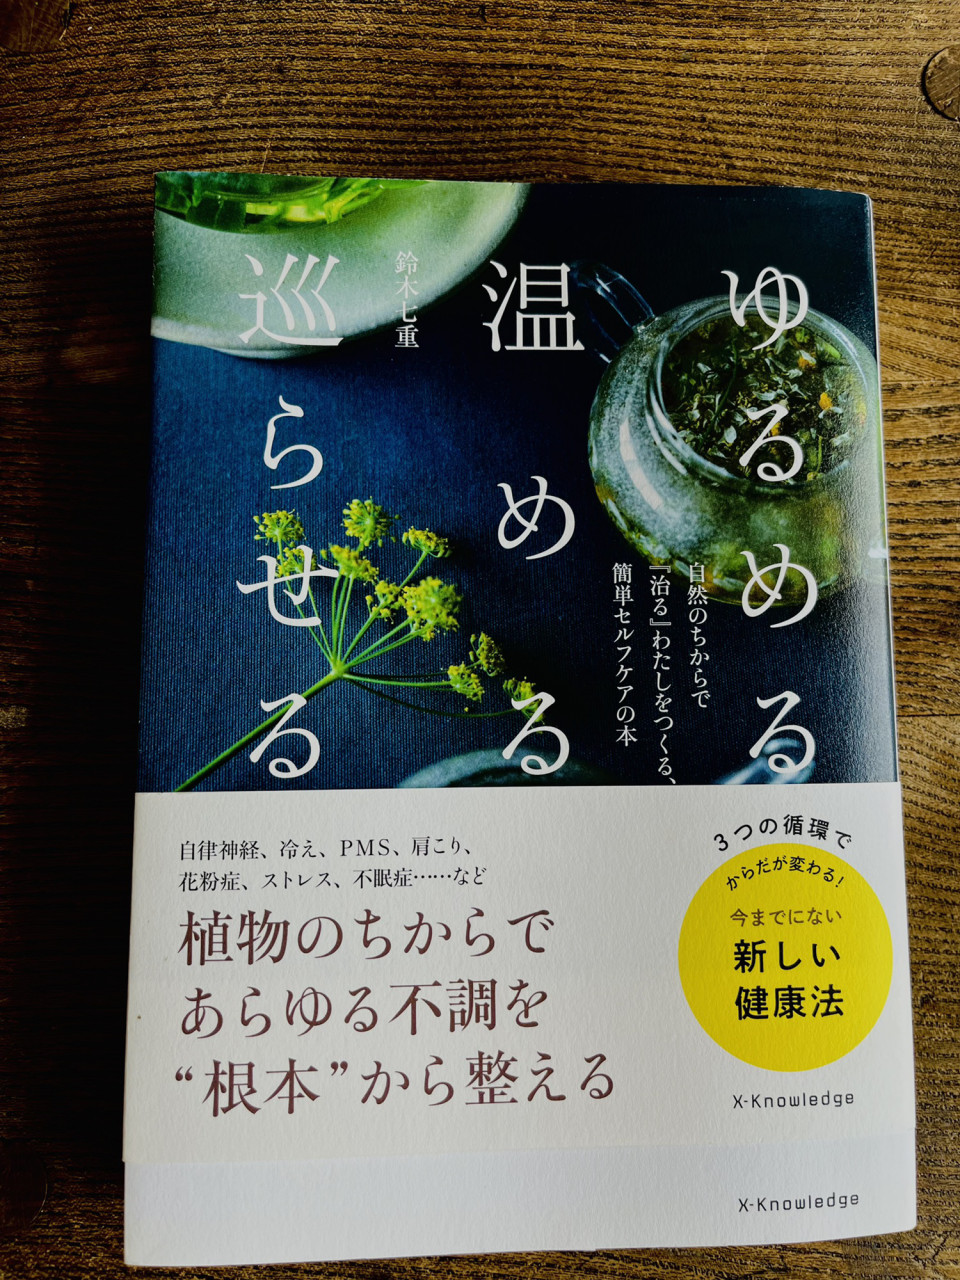 ゆるめる
温める
巡らせる
鈴木七重
自然のちからで
『治る』わたしをつくる、
簡単セルフケアの本
自律神経、冷え、PMS、肩こり、
花粉症、ストレス、不眠症……など
植物のちからで
あらゆる不調を
“根本”から整える
3つの循環で
からだが変わる!
今までにない
新しい
健康法
X-Knowledge
X-Knowledge